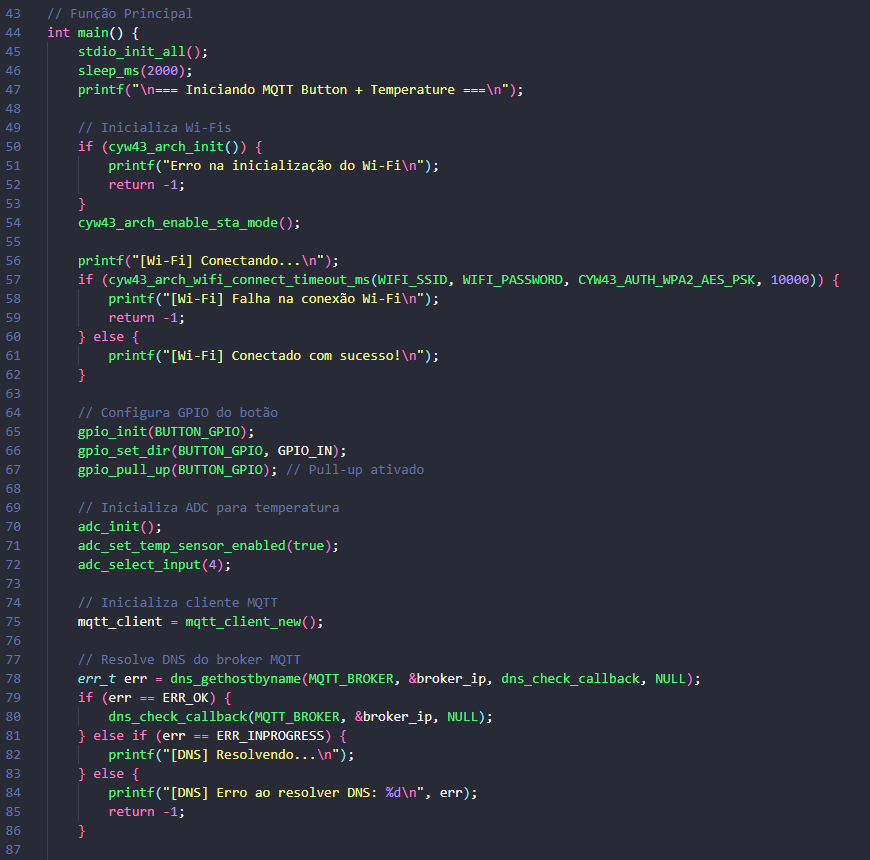 43 // Função Principal
44 int main() {
45     stdio_init_all();
46     sleep_ms(2000);
47     printf("\n=== Iniciando MQTT Button + Temperature ===\n");
48
49     // Inicializa Wi-Fis
50     if (cyw43_arch_init()) {
51         printf("Erro na inicialização do Wi-Fi\n");
52         return -1;
53     }
54     cyw43_arch_enable_sta_mode();
55
56     printf("[Wi-Fi] Conectando...\n");
57     if (cyw43_arch_wifi_connect_timeout_ms(WIFI_SSID, WIFI_PASSWORD, CYW43_AUTH_WPA2_AES_PSK, 10000)) {
58         printf("[Wi-Fi] Falha na conexão Wi-Fi\n");
59         return -1;
60     } else {
61         printf("[Wi-Fi] Conectado com sucesso!\n");
62     }
63
64     // Configura GPIO do botão
65     gpio_init(BUTTON_GPIO);
66     gpio_set_dir(BUTTON_GPIO, GPIO_IN);
67     gpio_pull_up(BUTTON_GPIO); // Pull-up ativado
68
69     // Inicializa ADC para temperatura
70     adc_init();
71     adc_set_temp_sensor_enabled(true);
72     adc_select_input(4);
73
74     // Inicializa cliente MQTT
75     mqtt_client = mqtt_client_new();
76
77     // Resolve DNS do broker MQTT
78     err_t err = dns_gethostbyname(MQTT_BROKER, &broker_ip, dns_check_callback, NULL);
79     if (err == ERR_OK) {
80         dns_check_callback(MQTT_BROKER, &broker_ip, NULL);
81     } else if (err == ERR_INPROGRESS) {
82         printf("[DNS] Resolvendo...\n");
83     } else {
84         printf("[DNS] Erro ao resolver DNS: %d\n", err);
85         return -1;
86     }
87